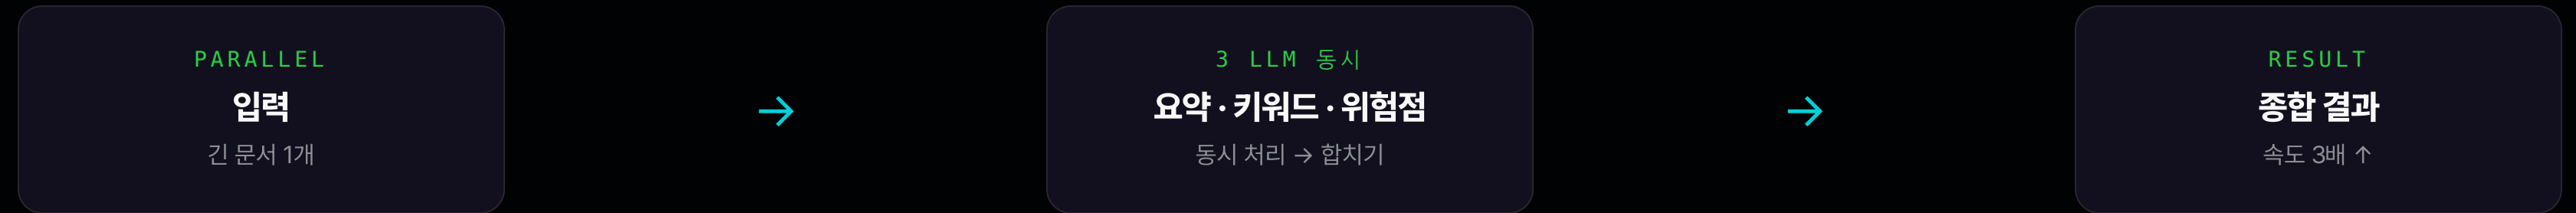 PARALLEL
입력
긴 문서 1개
→
3 LLM 동시
요약 · 키워드 · 위험점
동시 처리 → 합치기
→
RESULT
종합 결과
속도 3배 ↑